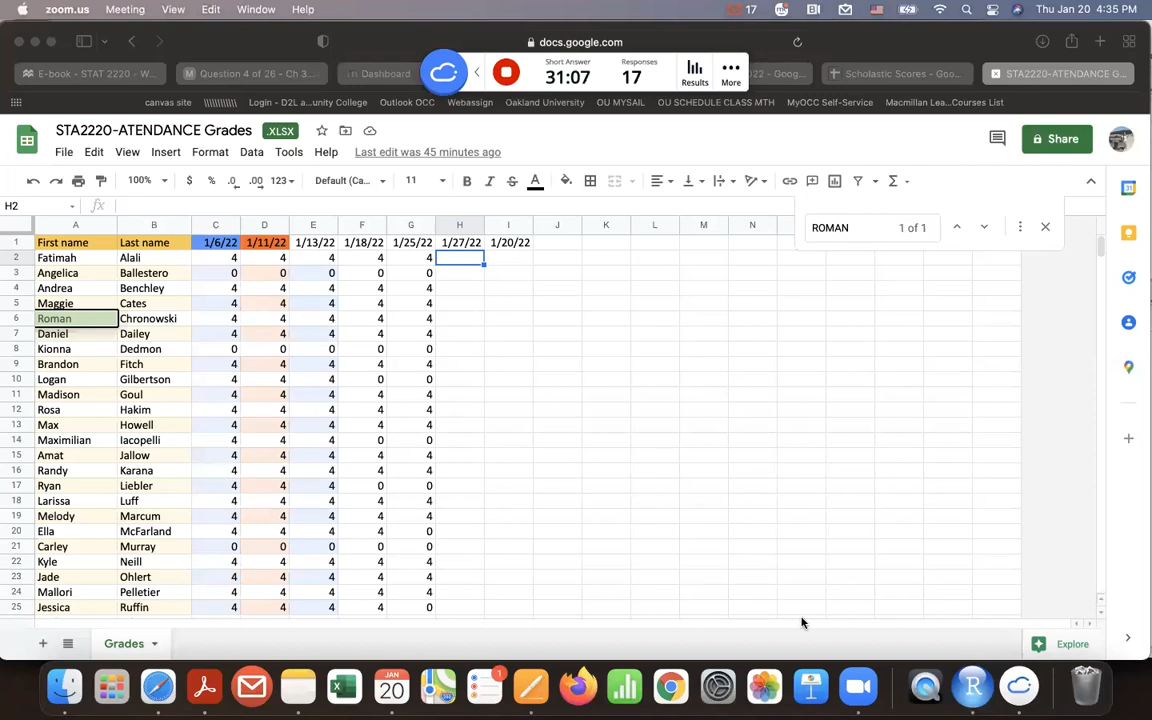 zoom.us Meeting View Edit Window Help 17 Thu Jan 20 4:35 PM
docs.google.com
E-book - STAT 2220 - W... Question 4 of 26 - Ch 3... Dashboard 2022 - Goog... Scholastic Scores - Goo... STA2220-ATENDANCE G...
Short Answer Responses
31:07 17 Results More
canvas site \\\\\\\\\\ Login - D2L a...unity College Outlook OCC Webassign Oakland University OU MYSAIL OU SCHEDULE CLASS MTH MyOCC Self-Service Macmillan Lea...Courses List
STA2220-ATENDANCE Grades .XLSX
Share
File Edit View Insert Format Data Tools Help Last edit was 45 minutes ago
100% $ % .0 .00 123 Default (Ca... 11 B I S A
H2 fx
ROMAN 1 of 1
A B C D E F G H I J K L M N
1 First name Last name 1/6/22 1/11/22 1/13/22 1/18/22 1/25/22 1/27/22 1/20/22
2 Fatimah Alali 4 4 4 4 4
3 Angelica Ballestero 0 0 0 0 0
4 Andrea Benchley 4 4 4 4 4
5 Maggie Cates 4 4 4 4 4
6 Roman Chronowski 4 4 4 4 4
7 Daniel Dailey 4 4 4 4 4
8 Kionna Dedmon 0 0 0 0 0
9 Brandon Fitch 4 4 4 4 4
10 Logan Gilbertson 4 4 4 0 0
11 Madison Goul 4 4 4 4 4
12 Rosa Hakim 4 4 4 4 4
13 Max Howell 4 4 4 4 4
14 Maximilian Iacopelli 4 4 4 0 0
15 Amat Jallow 4 4 4 4 4
16 Randy Karana 4 4 4 4 4
17 Ryan Liebler 4 4 4 0 0
18 Larissa Luff 4 4 4 4 4
19 Melody Marcum 4 4 4 4 4
20 Ella McFarland 4 4 4 4 0
21 Carley Murray 0 0 0 0 0
22 Kyle Neill 4 4 4 4 4
23 Jade Ohlert 4 4 4 4 4
24 Mallori Pelletier 4 4 4 4 4
25 Jessica Ruffin 4 4 4 4 0
Grades Explore
JAN
20 1